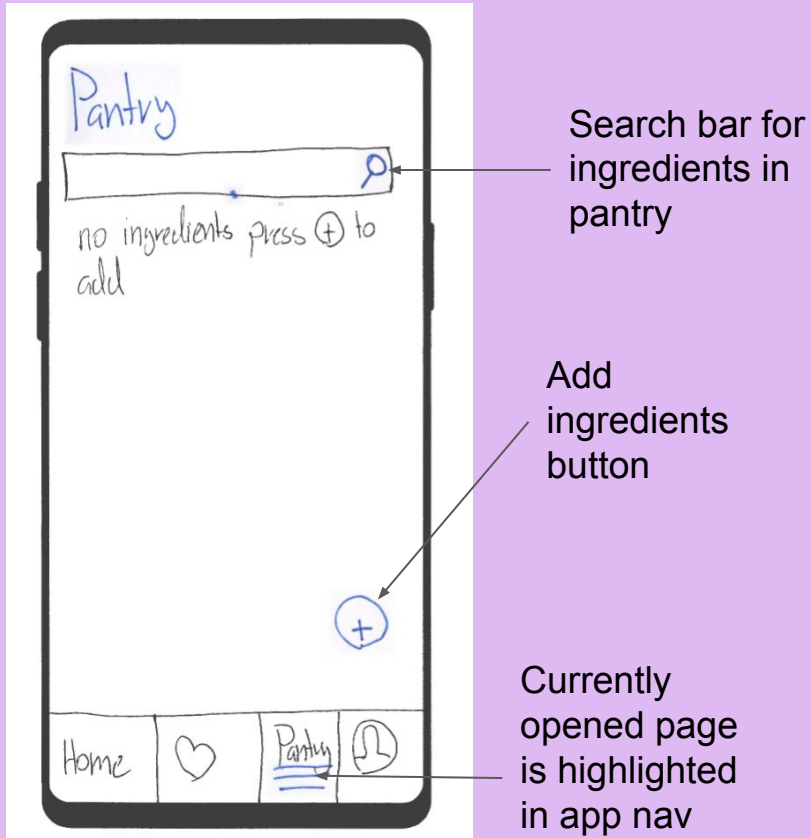 Pantry
no ingredients press + to
add
Search bar for
ingredients in
pantry
Add
ingredients
button
+
Home
Pantry
Currently
opened page
is highlighted
in app nav